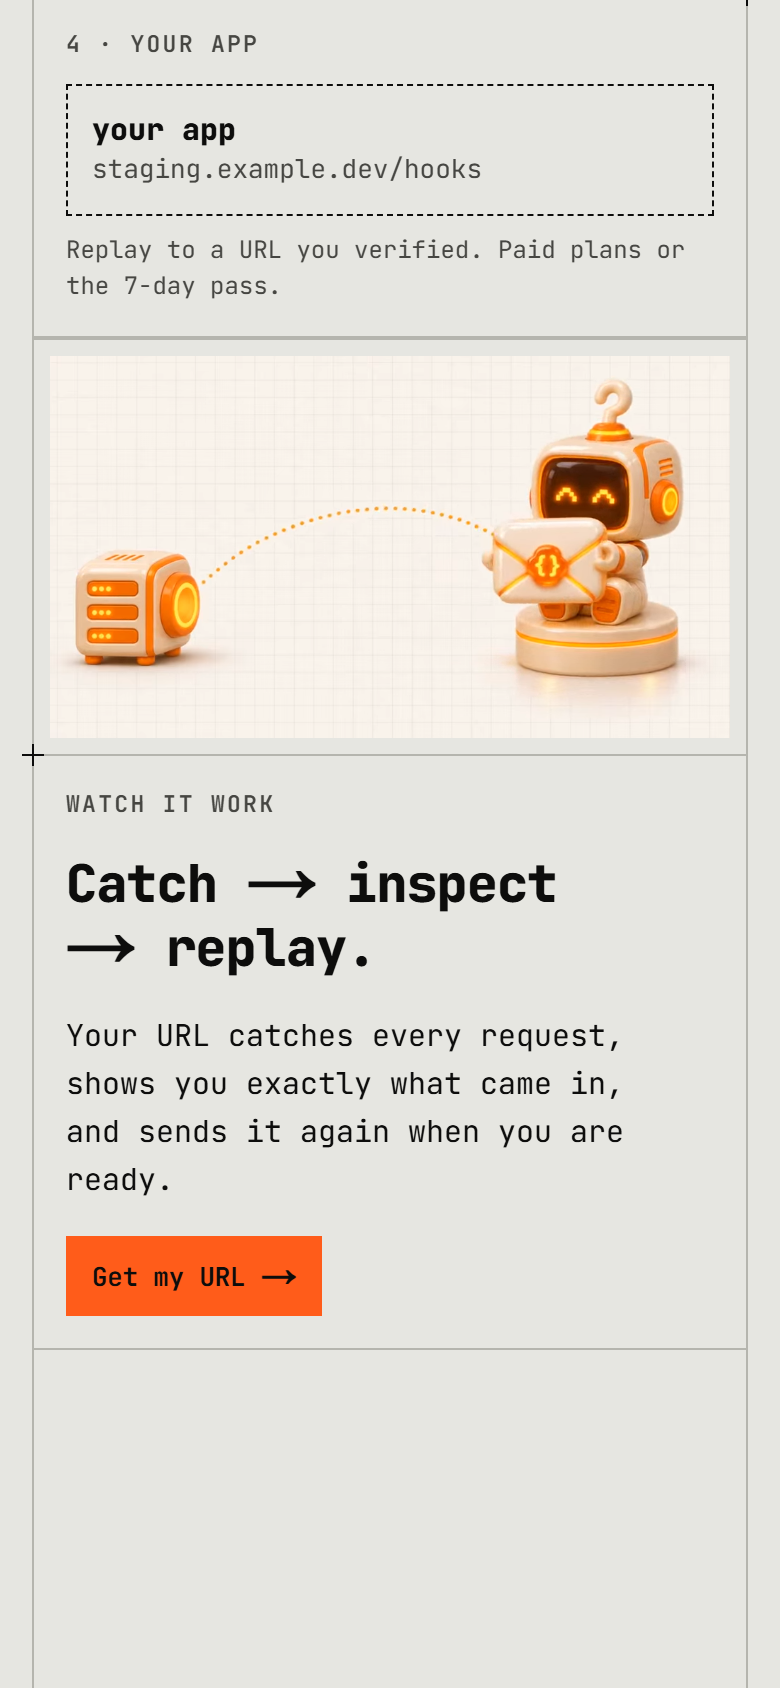 4 · YOUR APP
your app
staging.example.dev/hooks
Replay to a URL you verified. Paid plans or
the 7-day pass.
{}
WATCH IT WORK
Catch → inspect
→ replay.
Your URL catches every request,
shows you exactly what came in,
and sends it again when you are
ready.
Get my URL →